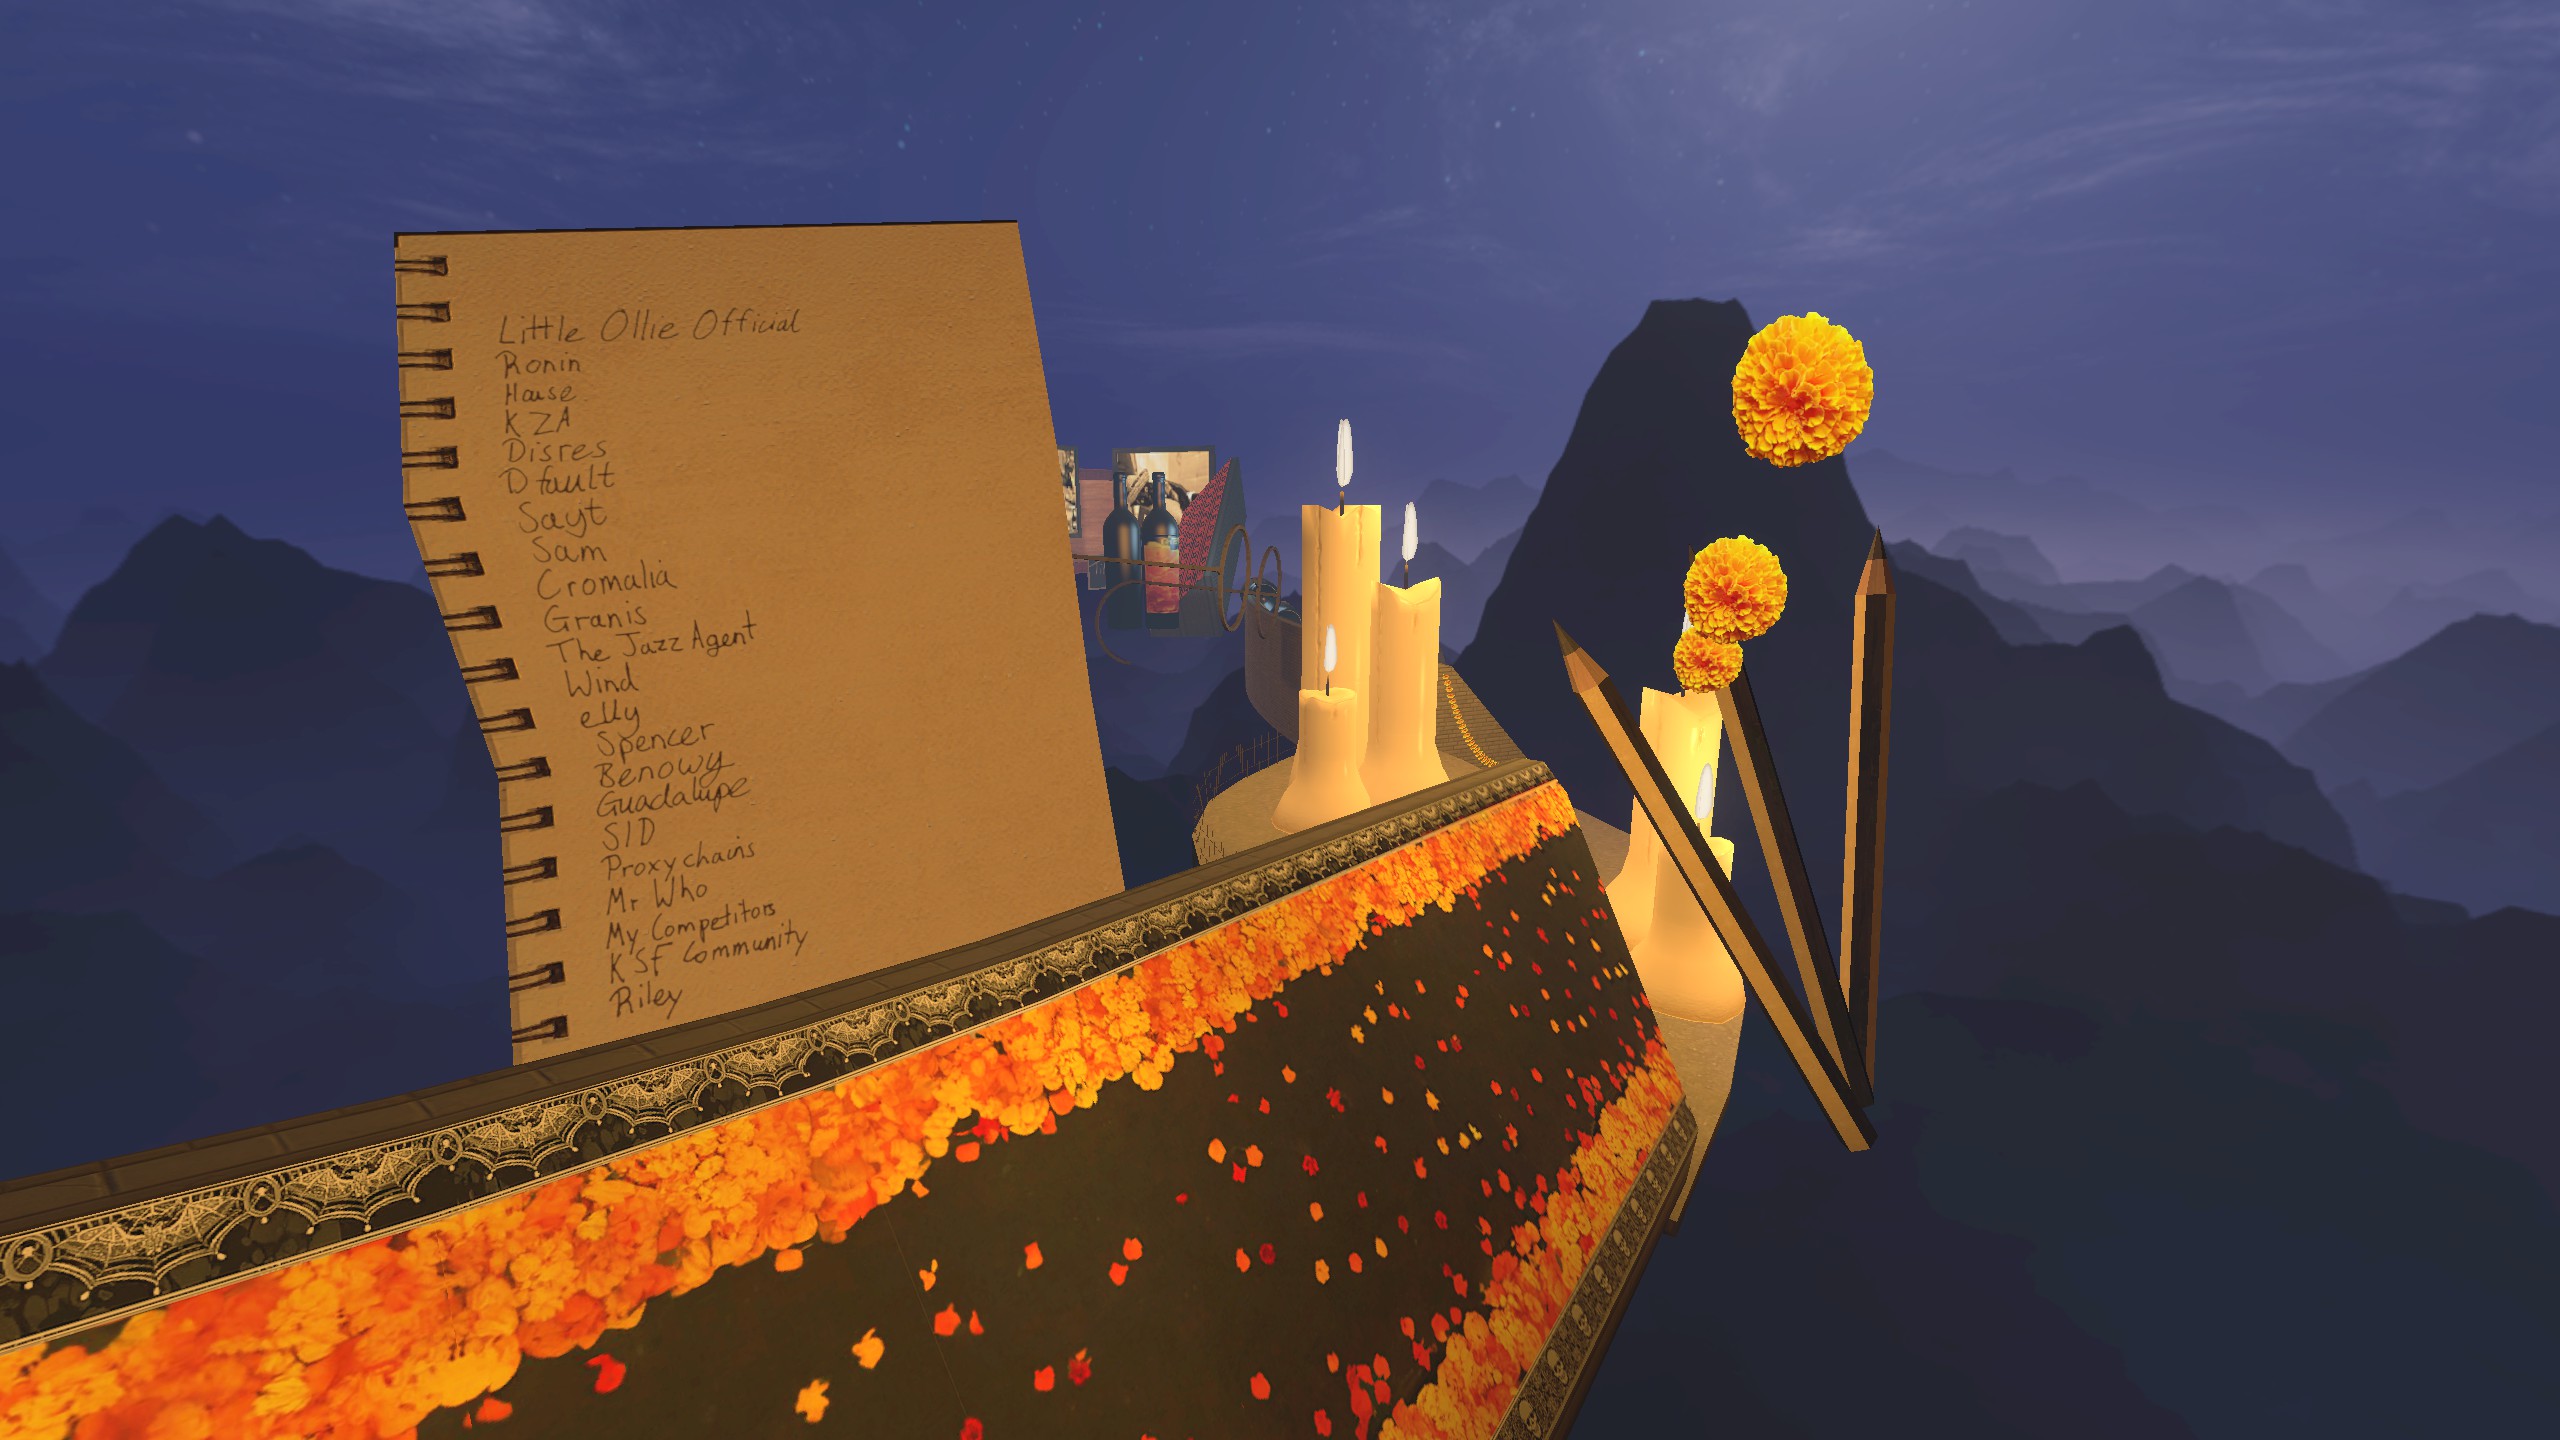 Little Ollie Official
Ronin
House
KZA
Disres
Dfault
Sayt
Sam
Cromalia
Granis
The Jazz Agent
Wind
elly
Spencer
Benowy
Guadalupe
SID
Proxychains
Mr Who
My Competitors
KSF Community
Riley